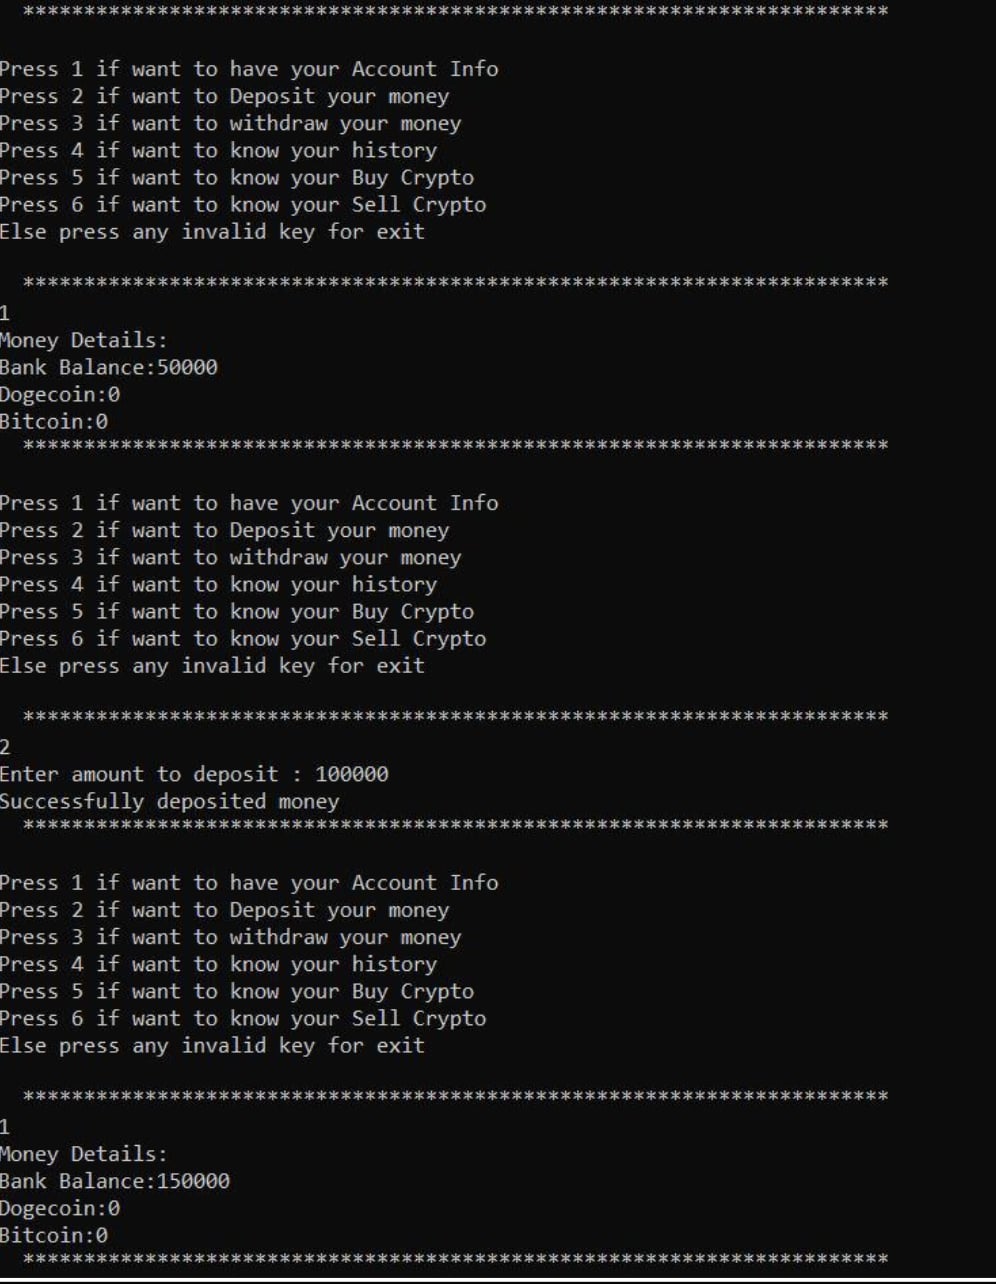 ***********************************************************************
Press 1 if want to have your Account Info
Press 2 if want to Deposit your money
Press 3 if want to withdraw your money
Press 4 if want to know your history
Press 5 if want to know your Buy Crypto
Press 6 if want to know your Sell Crypto
Else press any invalid key for exit
***********************************************************************
1
Money Details:
Bank Balance:50000
Dogecoin:0
Bitcoin:0
***********************************************************************
Press 1 if want to have your Account Info
Press 2 if want to Deposit your money
Press 3 if want to withdraw your money
Press 4 if want to know your history
Press 5 if want to know your Buy Crypto
Press 6 if want to know your Sell Crypto
Else press any invalid key for exit
***********************************************************************
2
Enter amount to deposit : 100000
Successfully deposited money
***********************************************************************
Press 1 if want to have your Account Info
Press 2 if want to Deposit your money
Press 3 if want to withdraw your money
Press 4 if want to know your history
Press 5 if want to know your Buy Crypto
Press 6 if want to know your Sell Crypto
Else press any invalid key for exit
***********************************************************************
1
Money Details:
Bank Balance:150000
Dogecoin:0
Bitcoin:0
***********************************************************************